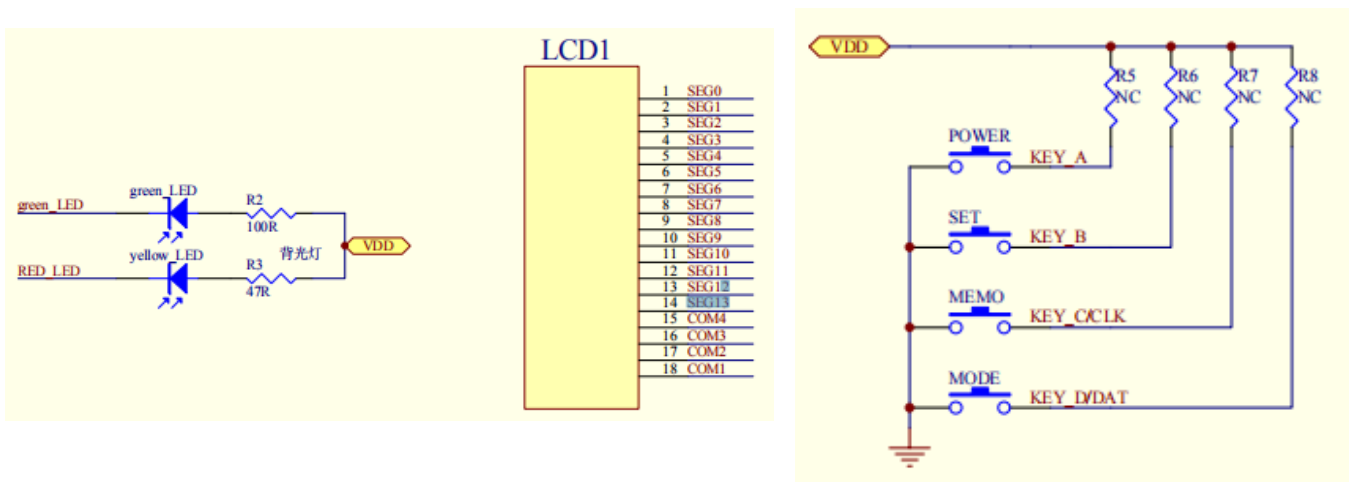 LCD1
1 SEG0
2 SEG1
3 SEG2
4 SEG3
5 SEG4
6 SEG5
7 SEG6
8 SEG7
9 SEG8
10 SEG9
11 SEG10
12 SEG11
13 SEG12
14 SEG13
15 COM4
16 COM3
17 COM2
18 COM1
green_LED
green_LED
R2
100R
VDD
背光灯
yellow_LED
RED_LED
R3
47R
VDD
R5
NC
R6
NC
R7
NC
R8
NC
POWER
KEY_A
SET
KEY_B
MEMO
KEY_C/CLK
MODE
KEY_D/DAT